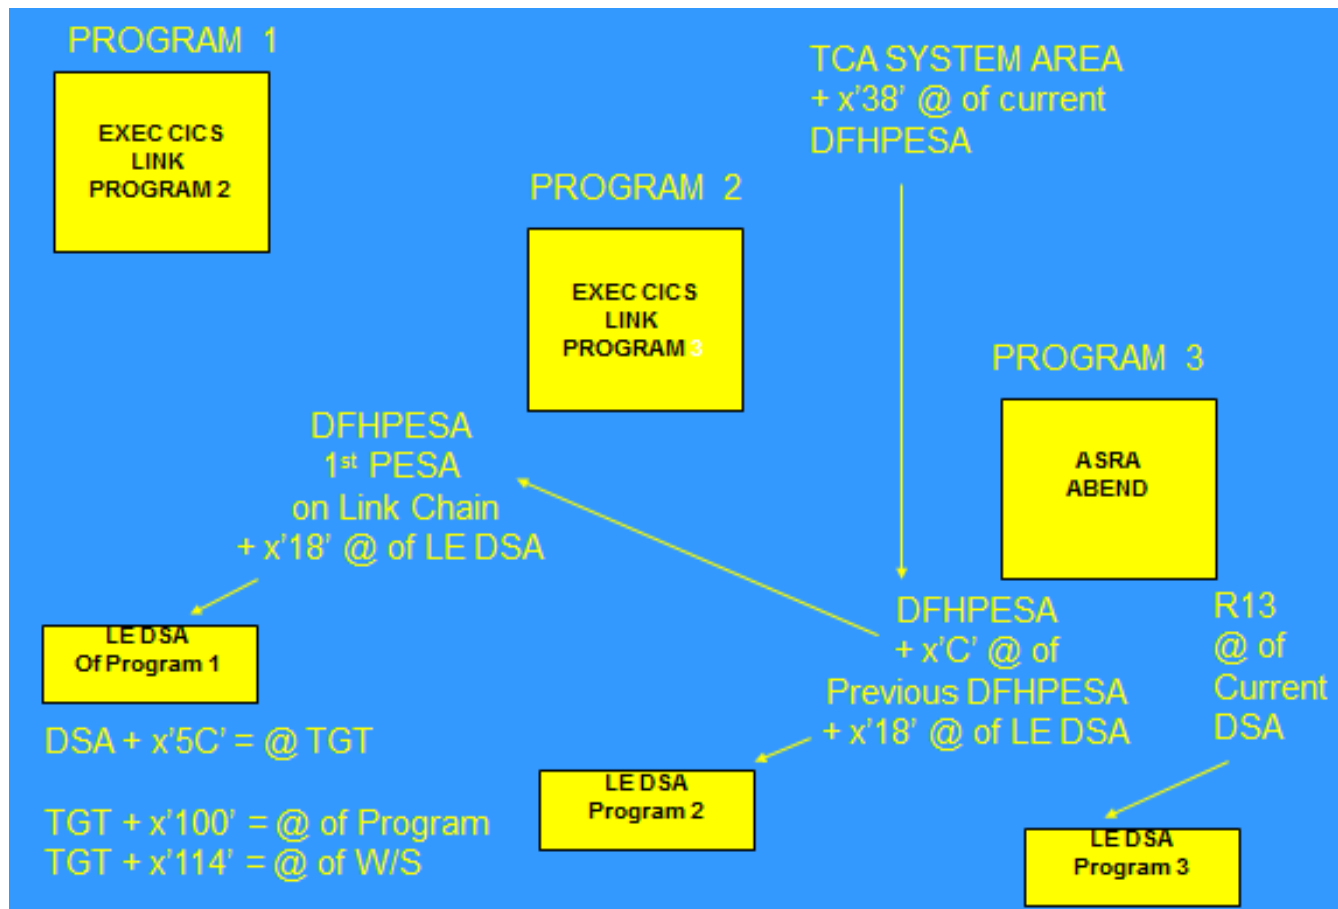 PROGRAM 1
EXEC CICS
LINK
PROGRAM 2
TCA SYSTEM AREA
+ x'38' @ of current
DFHPESA
PROGRAM 2
EXEC CICS
LINK
PROGRAM 3
PROGRAM 3
ASRA
ABEND
DFHPESA
1st PESA
on Link Chain
+ x'18' @ of LE DSA
LE DSA
Of Program 1
DSA + x'5C' = @ TGT
TGT + x'100' = @ of Program
TGT + x'114' = @ of W/S
DFHPESA
+ x'C' @ of
Previous DFHPESA
+ x'18' @ of LE DSA
LE DSA
Program 2
R13
@ of
Current
DSA
LE DSA
Program 3